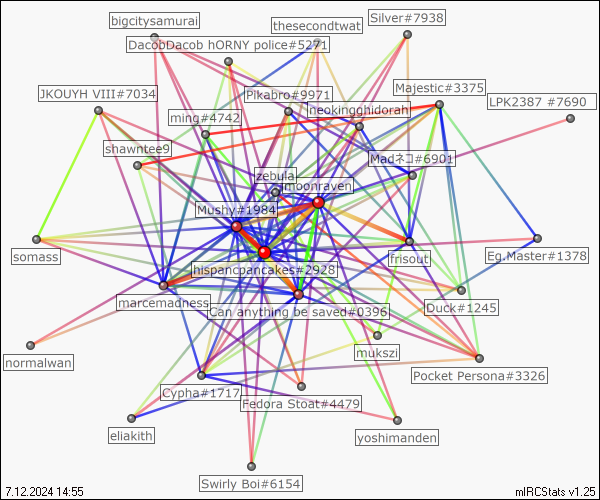 bigcitysamurai
thesecondtwat
Silver#7938
DacobDacob hORNY police#5271
JKOUYH VIII#7034
Pikabro#9971
Majestic#3375
LPK2387 #7690
ming#4742
neokingghidorah
shawntee9
Madネコ#6901
zebula
moonraven
Mushy#1984
somass
hispancpancakes#2928
frisout
Eg.Master#1378
marcemadness
Can anything be saved#0396
Duck#1245
normalwan
mukszi
Pocket Persona#3326
Cypha#1717
Fedora Stoat#4479
eliakith
yoshimanden
Swirly Boi#6154
7.12.2024 14:55
mIRCStats v1.25